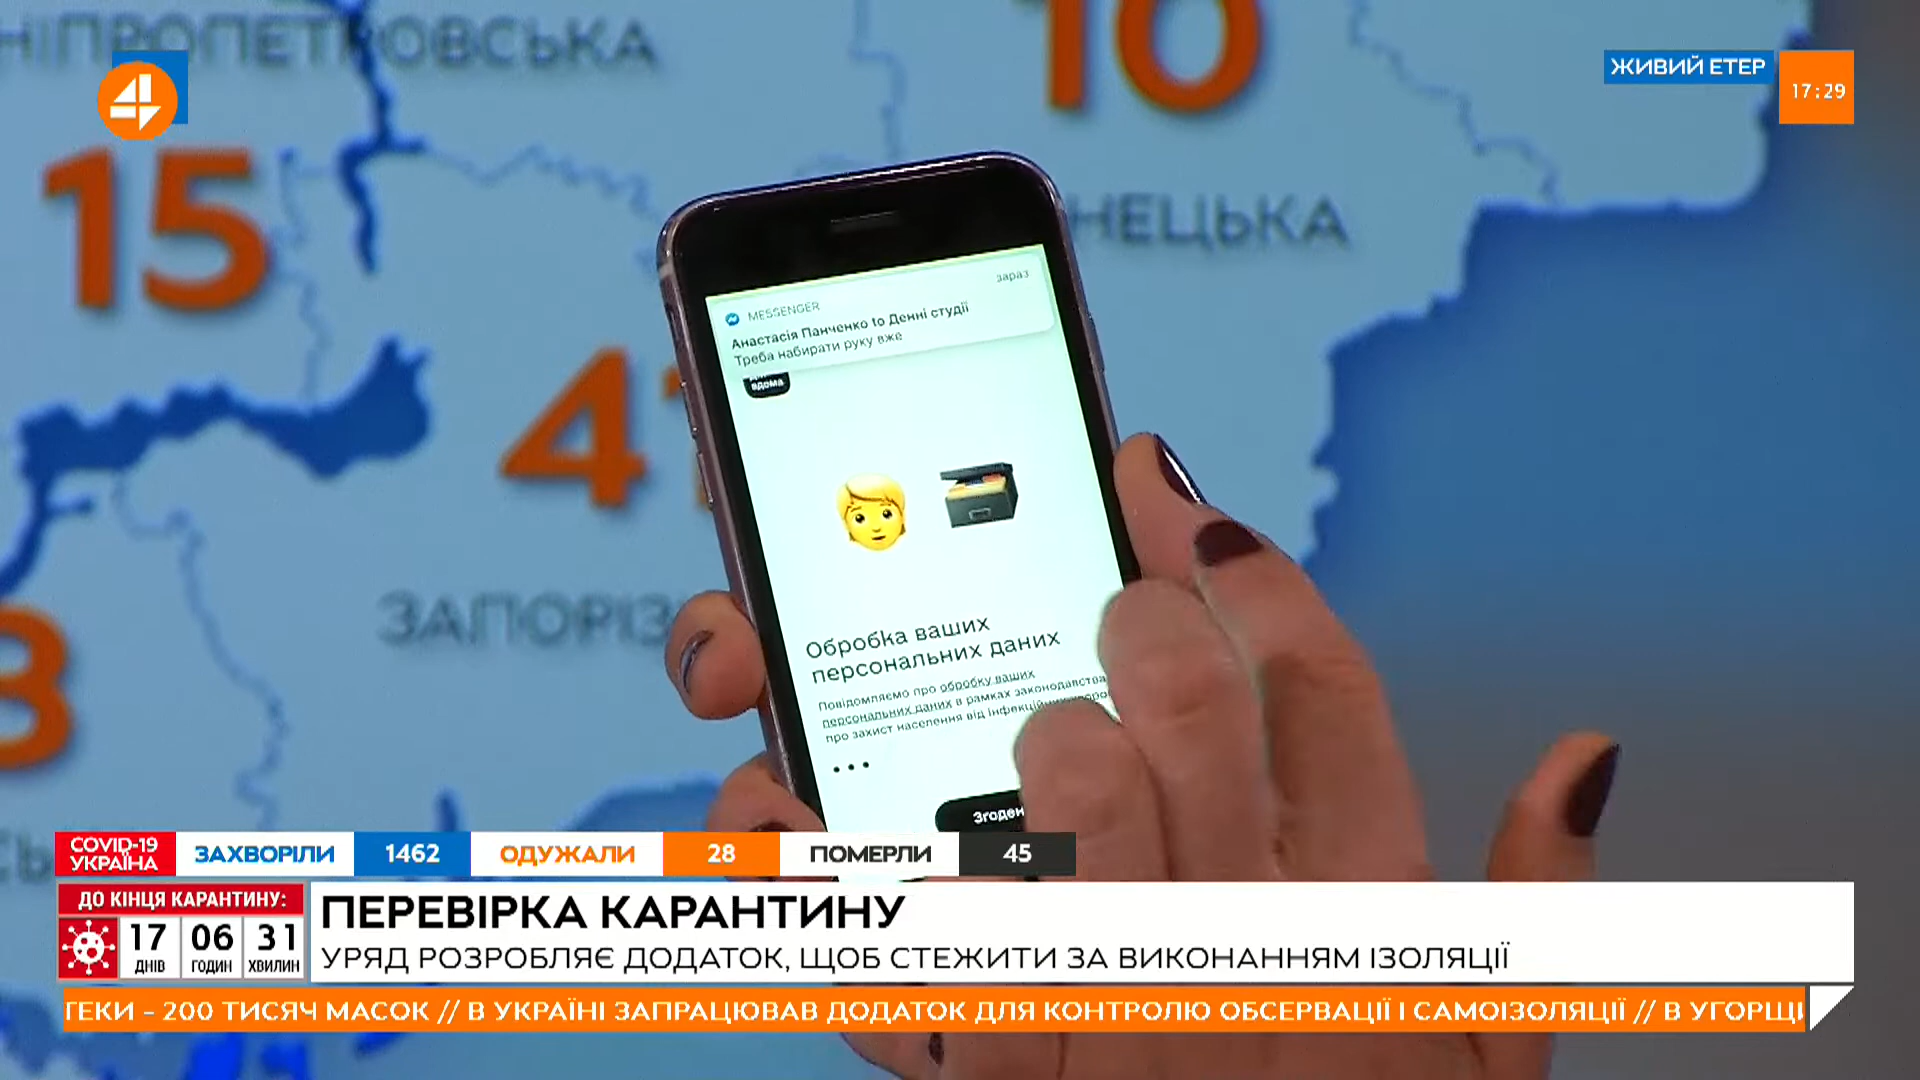 НІПРОПЕТРОВСЬКА
4
10
ЖИВИЙ ЕТЕР
17:29
15
НЕЦЬКА
41
ЗАПОРІЗ
8
MESSENGER
зараз
Анастасія Панченко to Денні студії
Треба набирати руку вже
вдома
Обробка ваших
персональних даних
Повідомляємо про обробку ваших
персональних даних в рамках законодавства
про захист населення від інфекційних
Згоден
COVID-19
УКРАЇНА
ЗАХВОРІЛИ 1462 ОДУЖАЛИ 28 ПОМЕРЛИ 45
ДО КІНЦЯ КАРАНТИНУ:
17 06 31
ДНІВ ГОДИН ХВИЛИН
ПЕРЕВІРКА КАРАНТИНУ
УРЯД РОЗРОБЛЯЄ ДОДАТОК, ЩОБ СТЕЖИТИ ЗА ВИКОНАННЯМ ІЗОЛЯЦІЇ
ТЕКИ – 200 ТИСЯЧ МАСОК // В УКРАЇНІ ЗАПРАЦЮВАВ ДОДАТОК ДЛЯ КОНТРОЛЮ ОБСЕРВАЦІЇ І САМОІЗОЛЯЦІЇ // В УГОРЩИ